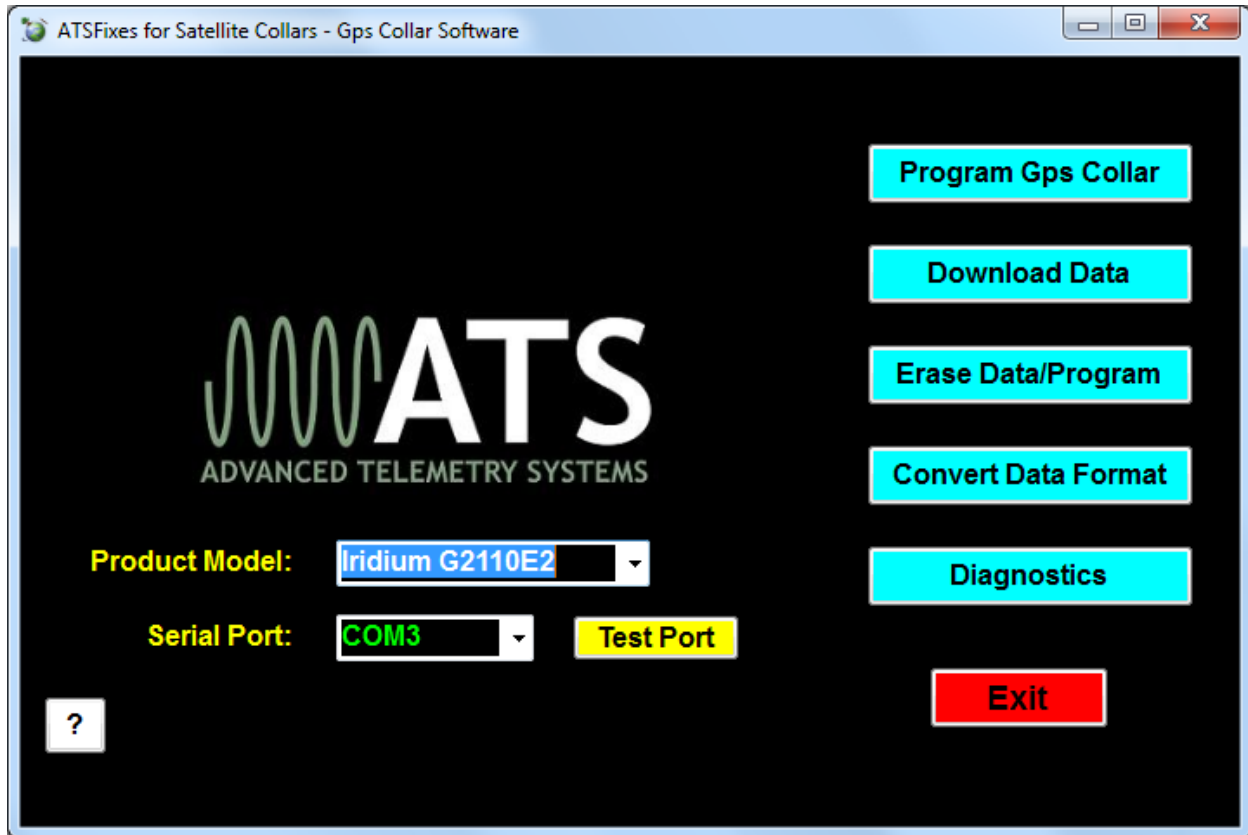 ATSFixes for Satellite Collars - Gps Collar Software
Program Gps Collar
Download Data
Erase Data/Program
ATS
ADVANCED TELEMETRY SYSTEMS
Convert Data Format
Product Model: Iridium G2110E2
Diagnostics
Serial Port: COM3 Test Port
Exit
?